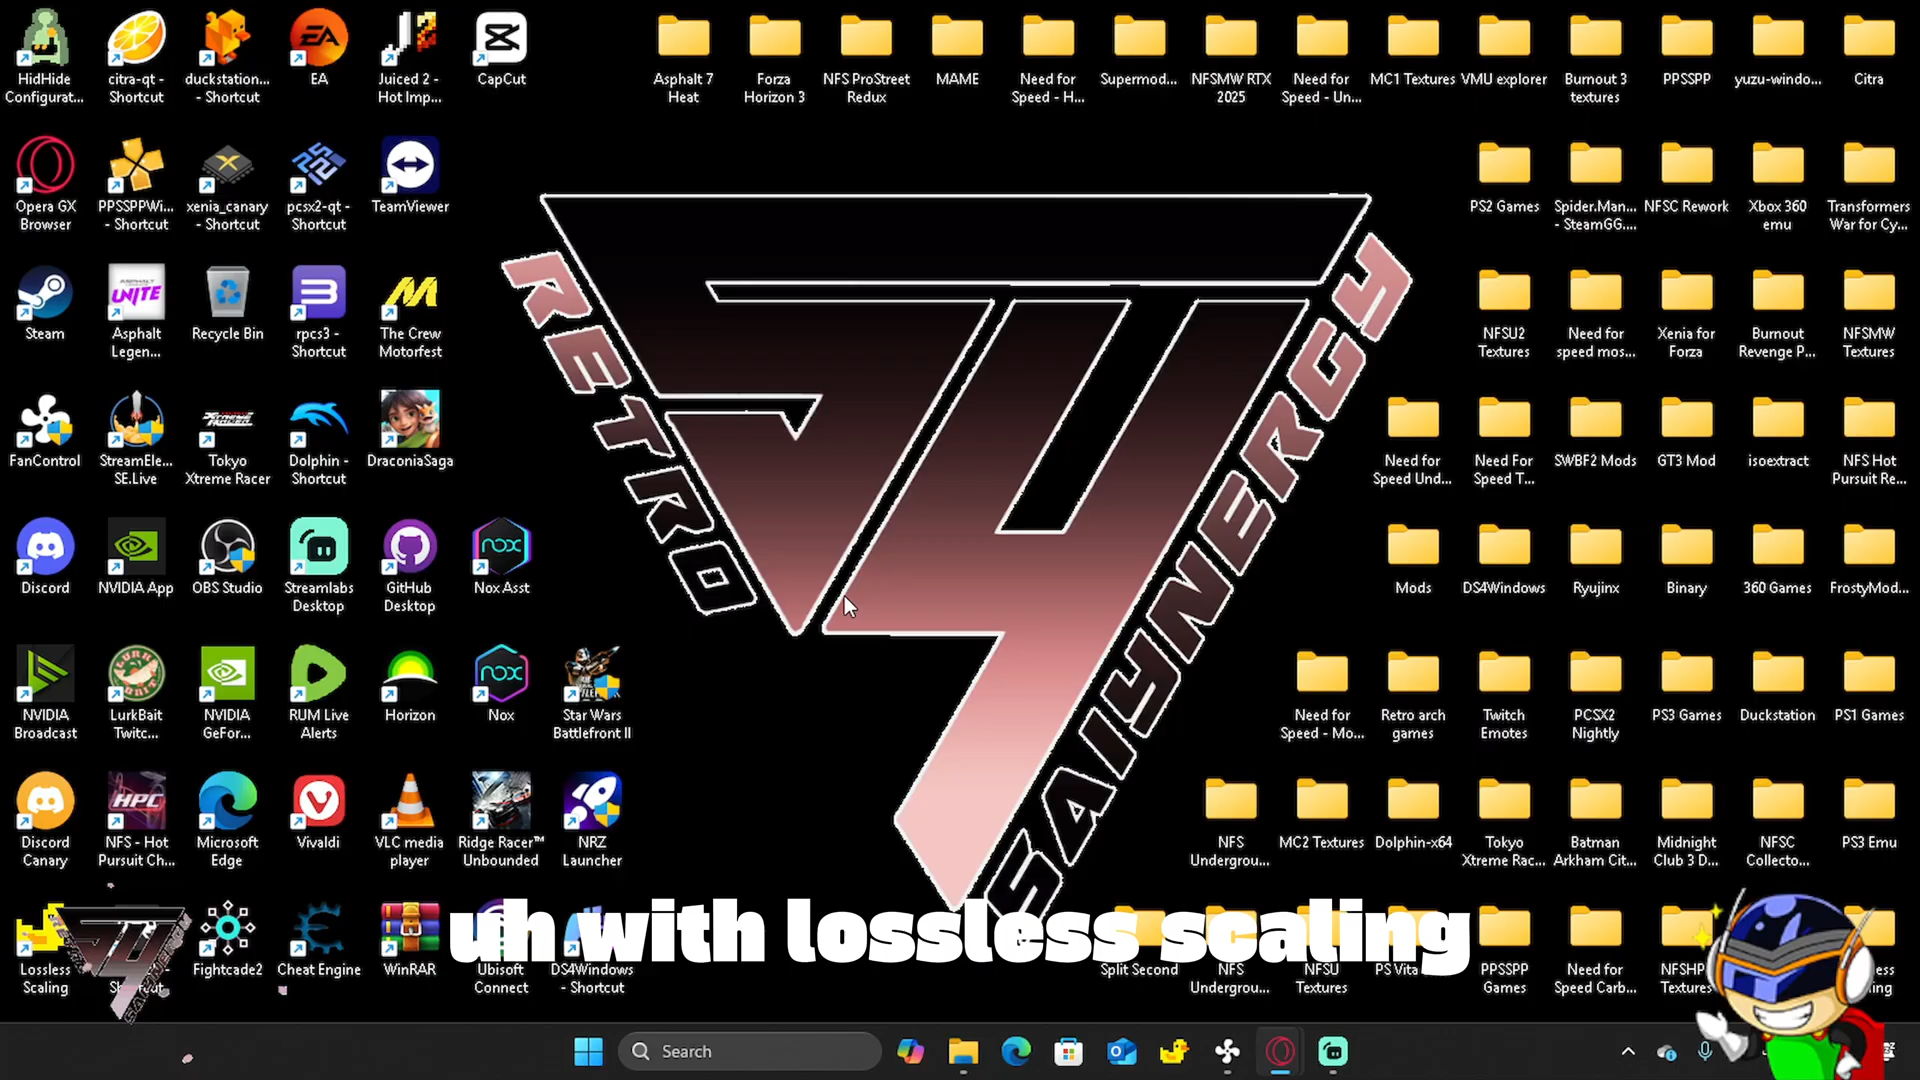 HidHide
Configurat...
citra-qt -
Shortcut
duckstation...
- Shortcut
EA
Juiced 2 -
Hot Imp...
CapCut
Asphalt 7
Heat
Forza
Horizon 3
NFS ProStreet
Redux
MAME
Need for
Speed - H...
Supermod...
NFSMW RTX
2025
Need for
Speed - Un...
MC1 Textures
VMU explorer
Burnout 3
textures
PPSSPP
yuzu-windo...
Citra
Opera GX
Browser
PPSSPPWi...
- Shortcut
xenia_canary
- Shortcut
pcsx2-qt -
Shortcut
TeamViewer
PS2 Games
Spider.Man...
- SteamGG....
NFSC Rework
Xbox 360
emu
Transformers
War for Cy...
RETRO
SAIYNERGY
Steam
Asphalt
Legen...
Recycle Bin
rpcs3 -
Shortcut
The Crew
Motorfest
NFSU2
Textures
Need for
speed mos...
Xenia for
Forza
Burnout
Revenge P...
NFSMW
Textures
FanControl
StreamEle...
SE.Live
Tokyo
Xtreme Racer
Dolphin -
Shortcut
DraconiaSaga
Need for
Speed Und...
Need For
Speed T...
SWBF2 Mods
GT3 Mod
isoextract
NFS Hot
Pursuit Re...
Discord
NVIDIA App
OBS Studio
Streamlabs
Desktop
GitHub
Desktop
Nox Asst
Mods
DS4Windows
Ryujinx
Binary
360 Games
FrostyMod...
NVIDIA
Broadcast
LurkBait
Twitc...
NVIDIA
GeFor...
RUM Live
Alerts
Horizon
Nox
Star Wars
Battlefront II
Need for
Speed - Mo...
Retro arch
games
Twitch
Emotes
PCSX2
Nightly
PS3 Games
Duckstation
PS1 Games
Discord
Canary
NFS - Hot
Pursuit Ch...
Microsoft
Edge
Vivaldi
VLC media
player
Ridge Racer™
Unbounded
NRZ
Launcher
NFS
Undergrou...
MC2 Textures
Dolphin-x64
Tokyo
Xtreme Rac...
Batman
Arkham Cit...
Midnight
Club 3 D...
NFSC
Collecto...
PS3 Emu
uh with lossless scaling
Lossless
Scaling
Fightcade2
Cheat Engine
WinRAR
Ubisoft
Connect
DS4Windows
- Shortcut
Split Second
NFS
Undergrou...
NFSU
Textures
PS Vita
PPSSPP
Games
Need for
Speed Carb...
NFSHP
Textures
Search